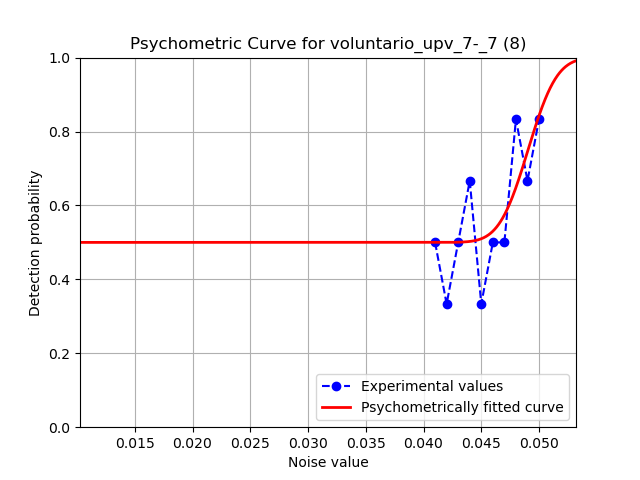 Psychometric Curve for voluntario_upv_7-_7 (8)
1.0
0.8
0.6
0.4
0.2
0.0
Detection probability
Experimental values
Psychometrically fitted curve
0.015 0.020 0.025 0.030 0.035 0.040 0.045 0.050
Noise value